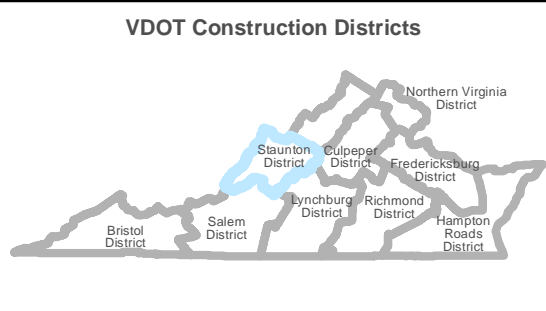 VDOT Construction Districts
Northern Virginia
District
Staunton
District
Culpeper
District
Fredericksburg
District
Lynchburg
District
Richmond
District
Salem
District
Bristol
District
Hampton
Roads
District